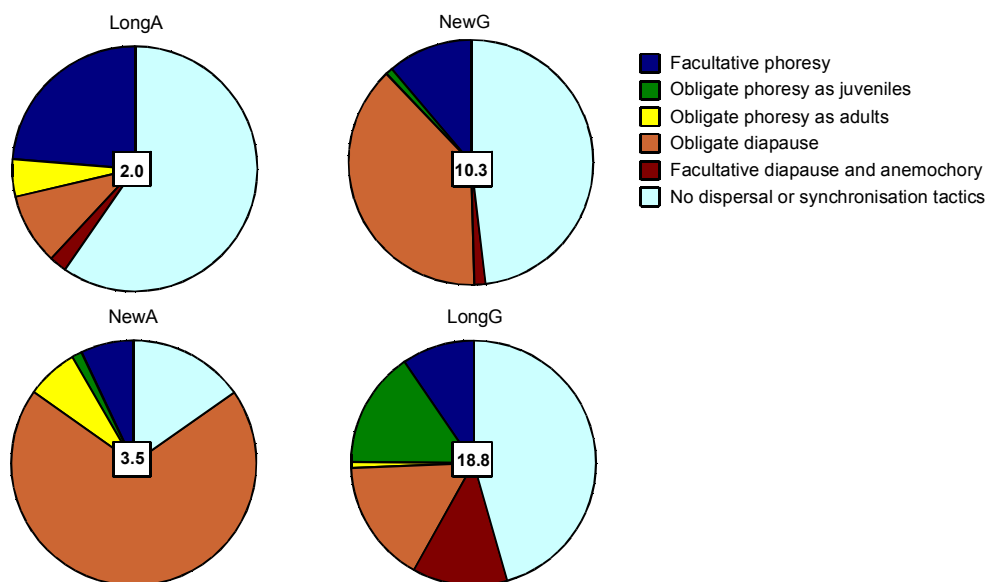 LongA
NewG
2.0
10.3
NewA
LongG
3.5
18.8
Facultative phoresy
Obligate phoresy as juveniles
Obligate phoresy as adults
Obligate diapause
Facultative diapause and anemochory
No dispersal or synchronisation tactics